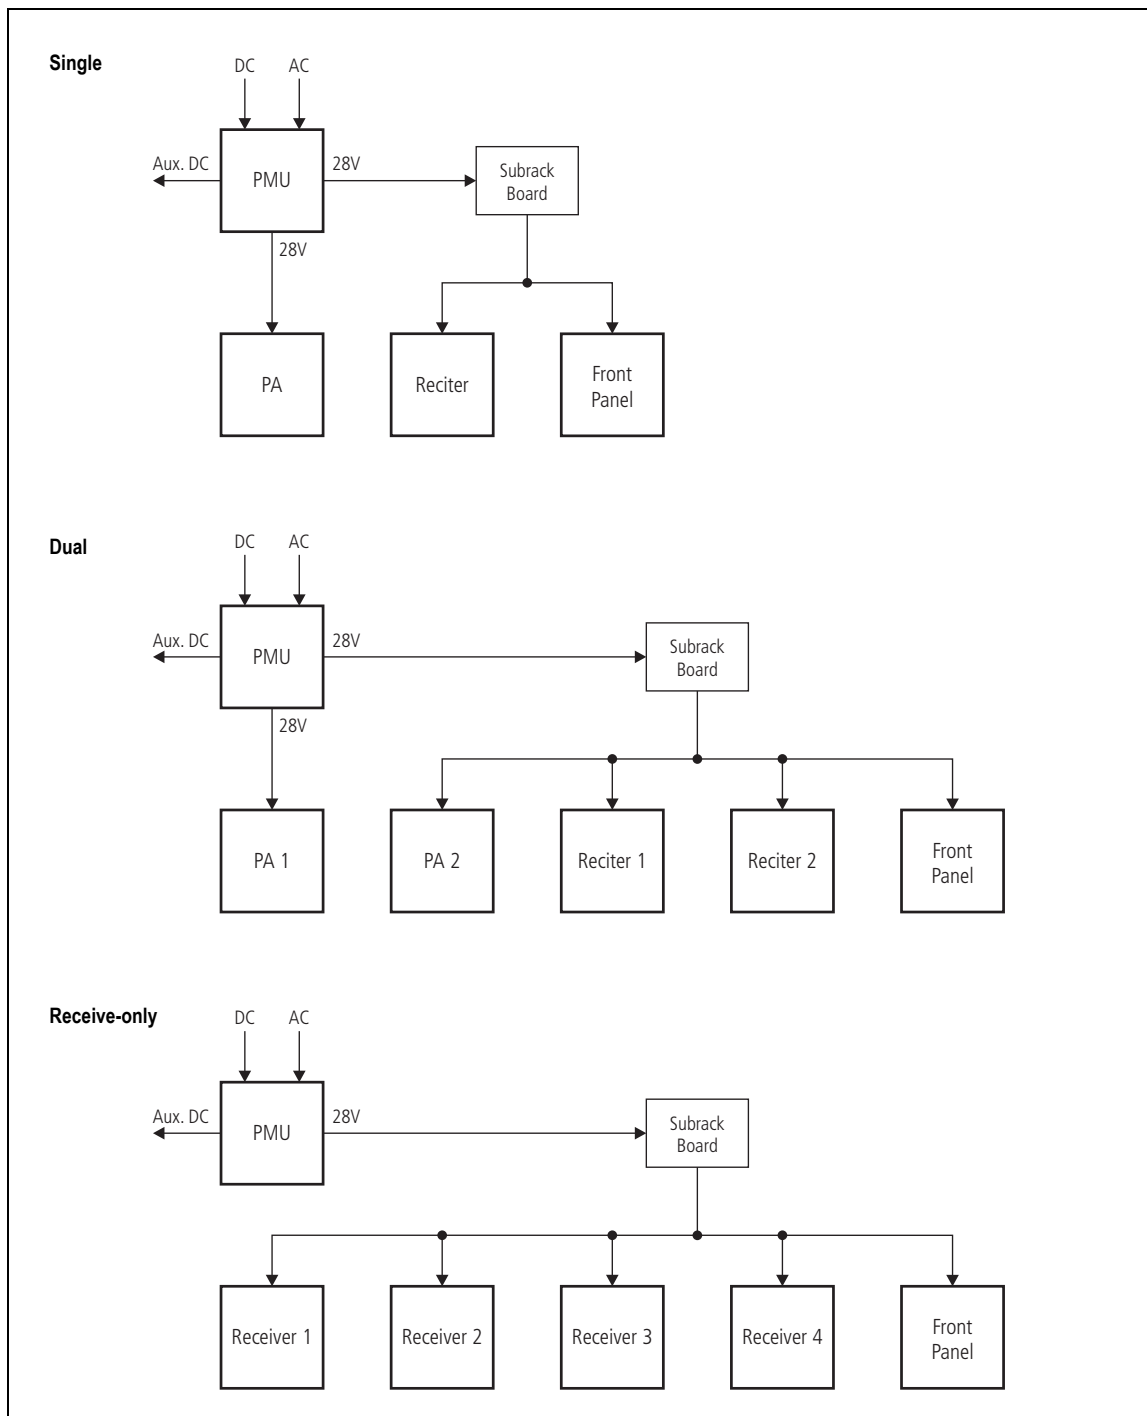 Single
DC AC
Aux. DC
PMU
28V
Subrack
Board
28V
PA
Reciter
Front
Panel
Dual
DC AC
Aux. DC
PMU
28V
Subrack
Board
28V
PA 1
PA 2
Reciter 1
Reciter 2
Front
Panel
Receive-only
DC AC
Aux. DC
PMU
28V
Subrack
Board
Receiver 1
Receiver 2
Receiver 3
Receiver 4
Front
Panel